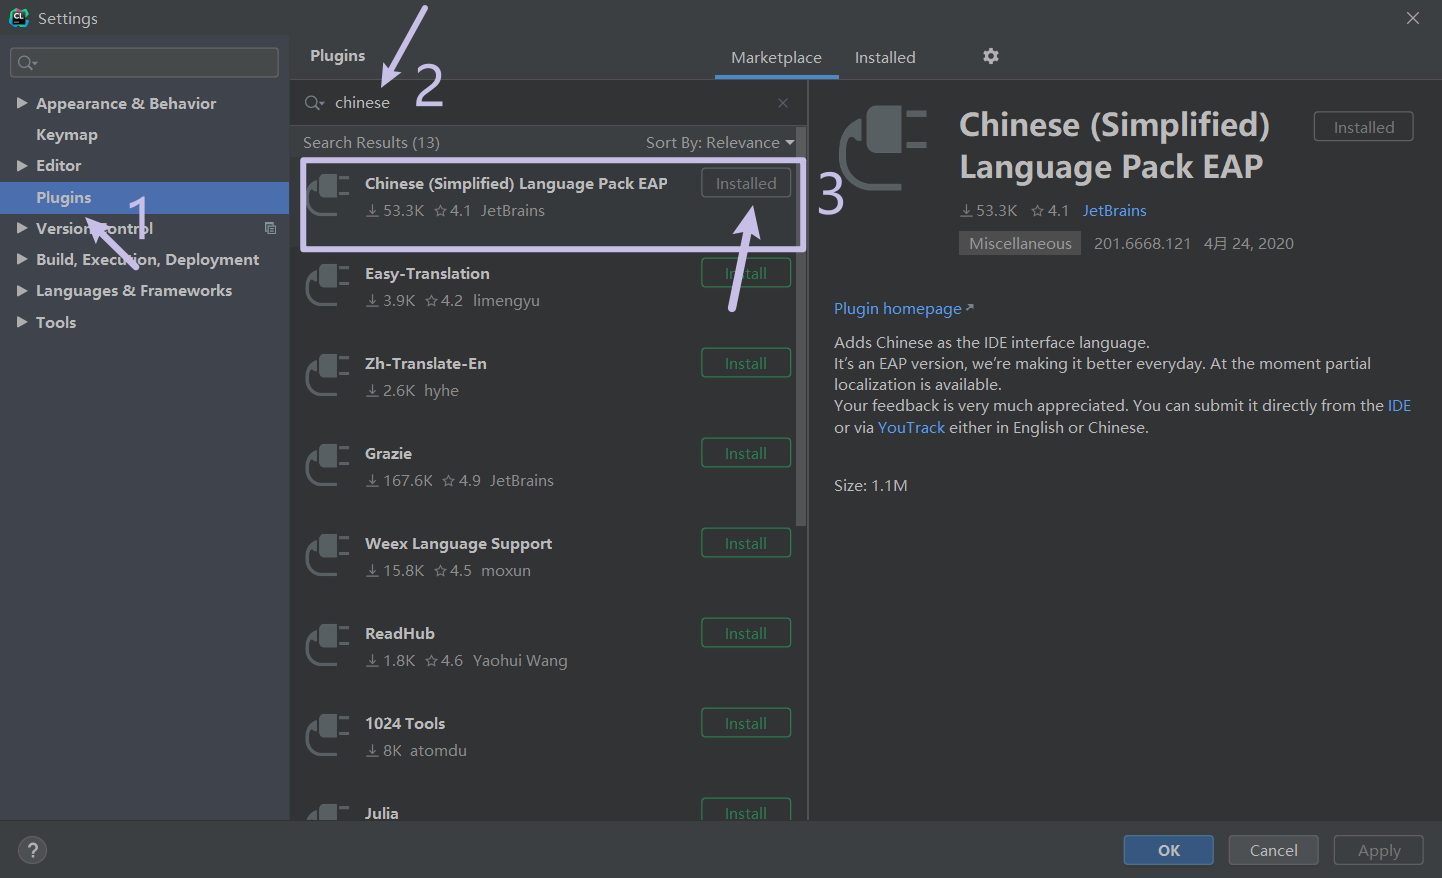 CL
Settings
Appearance & Behavior
Keymap
Editor
Plugins
Version Control
Build, Execution, Deployment
Languages & Frameworks
Tools
1
Plugins
Marketplace
Installed
chinese
2
Search Results (13)
Sort By: Relevance
Chinese (Simplified) Language Pack EAP
Installed
53.3K 4.1 JetBrains
3
Easy-Translation
Install
3.9K 4.2 limengyu
Zh-Translate-En
Install
2.6K hyhe
Grazie
Install
167.6K 4.9 JetBrains
Weex Language Support
Install
15.8K 4.5 moxun
ReadHub
Install
1.8K 4.6 Yaohui Wang
1024 Tools
Install
8K atomdu
Julia
Install
Chinese (Simplified)
Language Pack EAP
Installed
53.3K 4.1 JetBrains
Miscellaneous 201.6668.121 4月 24, 2020
Plugin homepage
Adds Chinese as the IDE interface language.
It's an EAP version, we're making it better everyday. At the moment partial
localization is available.
Your feedback is very much appreciated. You can submit it directly from the IDE
or via YouTrack either in English or Chinese.
Size: 1.1M
?
OK
Cancel
Apply